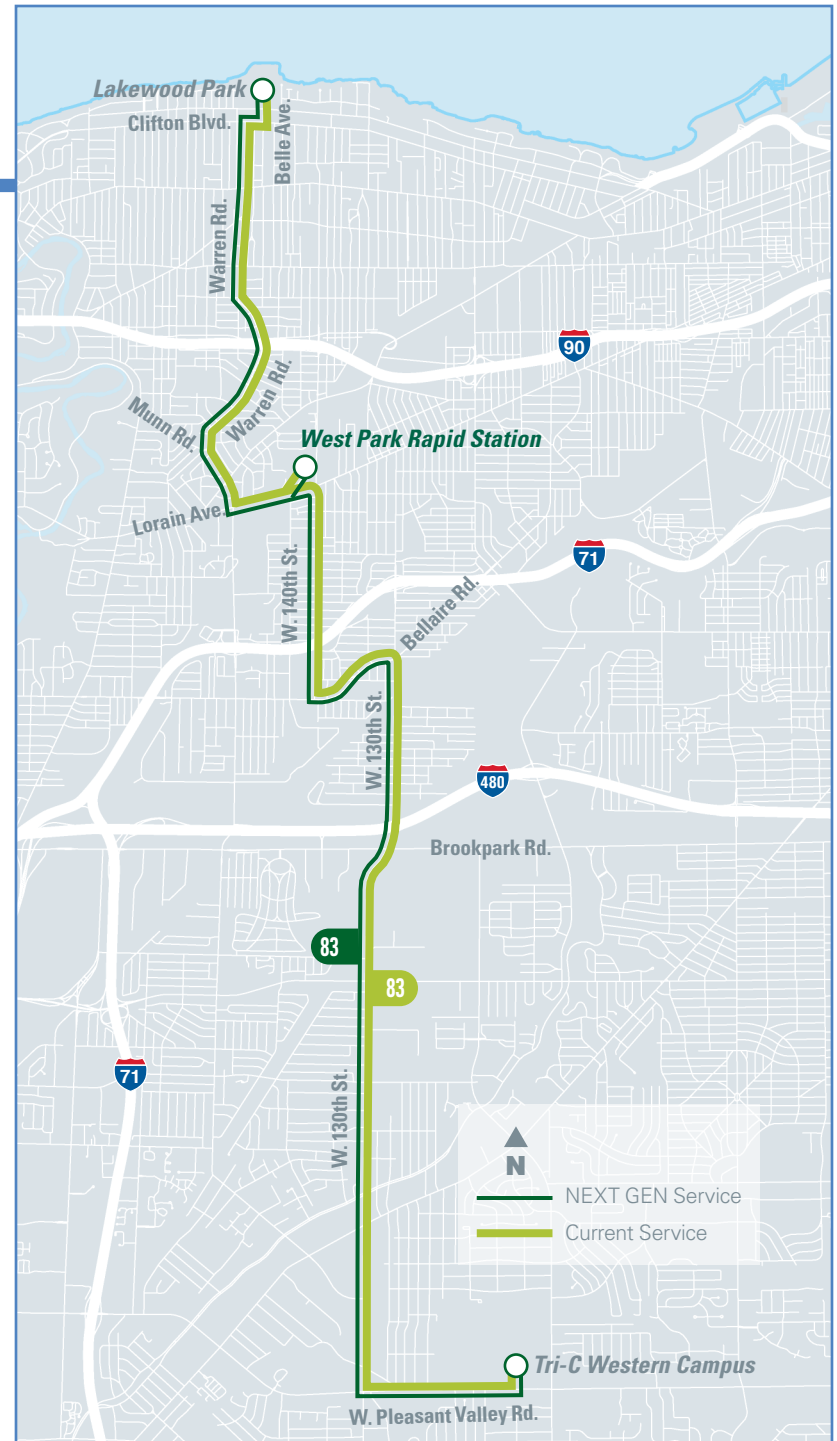 Lakewood Park
Clifton Blvd.
Belle Ave.
Warren Rd.
90
Warren Rd.
Munn Rd.
West Park Rapid Station
Lorain Ave.
W. 140th St.
71
Bellaire Rd.
W. 130th St.
480
Brookpark Rd.
83
83
71
W. 130th St.
N
NEXT GEN Service
Current Service
Tri-C Western Campus
W. Pleasant Valley Rd.